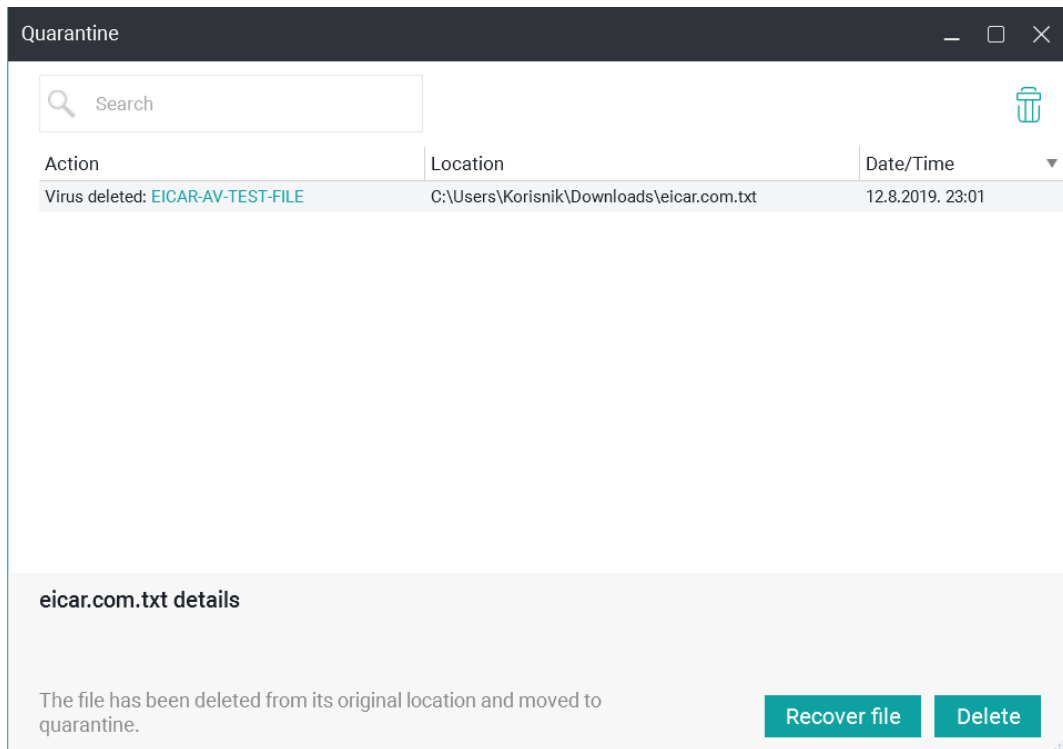 Quarantine
Search
Action Location Date/Time
Virus deleted: EICAR-AV-TEST-FILE C:\Users\Korisnik\Downloads\eicar.com.txt 12.8.2019. 23:01
eicar.com.txt details
The file has been deleted from its original location and moved to
quarantine.
Recover file Delete